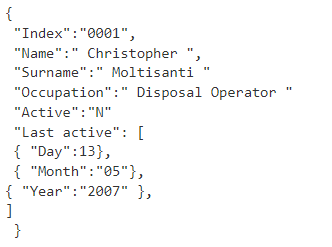 {
 "Index":"0001",
 "Name":" Christopher ",
 "Surname":" Moltisanti "
 "Occupation":" Disposal Operator "
 "Active":"N"
 "Last active": [
 { "Day":13},
 { "Month":"05"},
{ "Year":"2007" },
]
 }